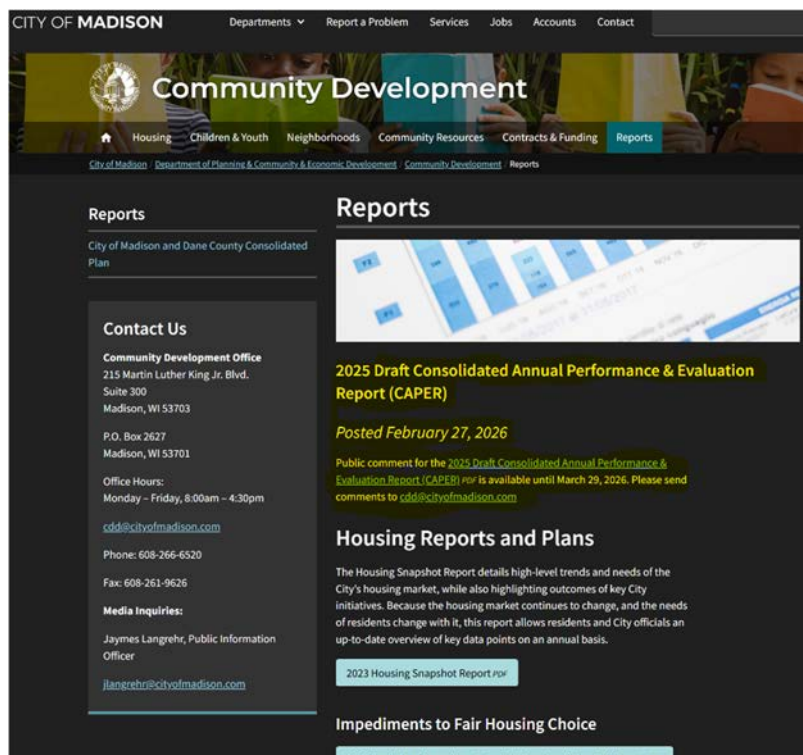 CITY OF MADISON
Departments
Report a Problem
Services
Jobs
Accounts
Contact
Community Development
Housing
Children & Youth
Neighborhoods
Community Resources
Contracts & Funding
Reports
City of Madison / Department of Planning & Community & Economic Development / Community Development / Reports
Reports
City of Madison and Dane County Consolidated
Plan
Contact Us
Community Development Office
215 Martin Luther King Jr. Blvd.
Suite 300
Madison, WI 53703
P.O. Box 2627
Madison, WI 53701
Office Hours:
Monday – Friday, 8:00am – 4:30pm
cdd@cityofmadison.com
Phone: 608-266-6520
Fax: 608-261-9626
Media Inquiries:
Jaymes Langrehr, Public Information
Officer
jlangrehr@cityofmadison.com
Reports
2025 Draft Consolidated Annual Performance & Evaluation
Report (CAPER)
Posted February 27, 2026
Public comment for the 2025 Draft Consolidated Annual Performance &
Evaluation Report (CAPER) PDF is available until March 29, 2026. Please send
comments to cdd@cityofmadison.com
Housing Reports and Plans
The Housing Snapshot Report details high-level trends and needs of the
City's housing market, while also highlighting outcomes of key City
initiatives. Because the housing market continues to change, and the needs
of residents change with it, this report allows residents and City officials an
up-to-date overview of key data points on an annual basis.
2023 Housing Snapshot Report PDF
Impediments to Fair Housing Choice